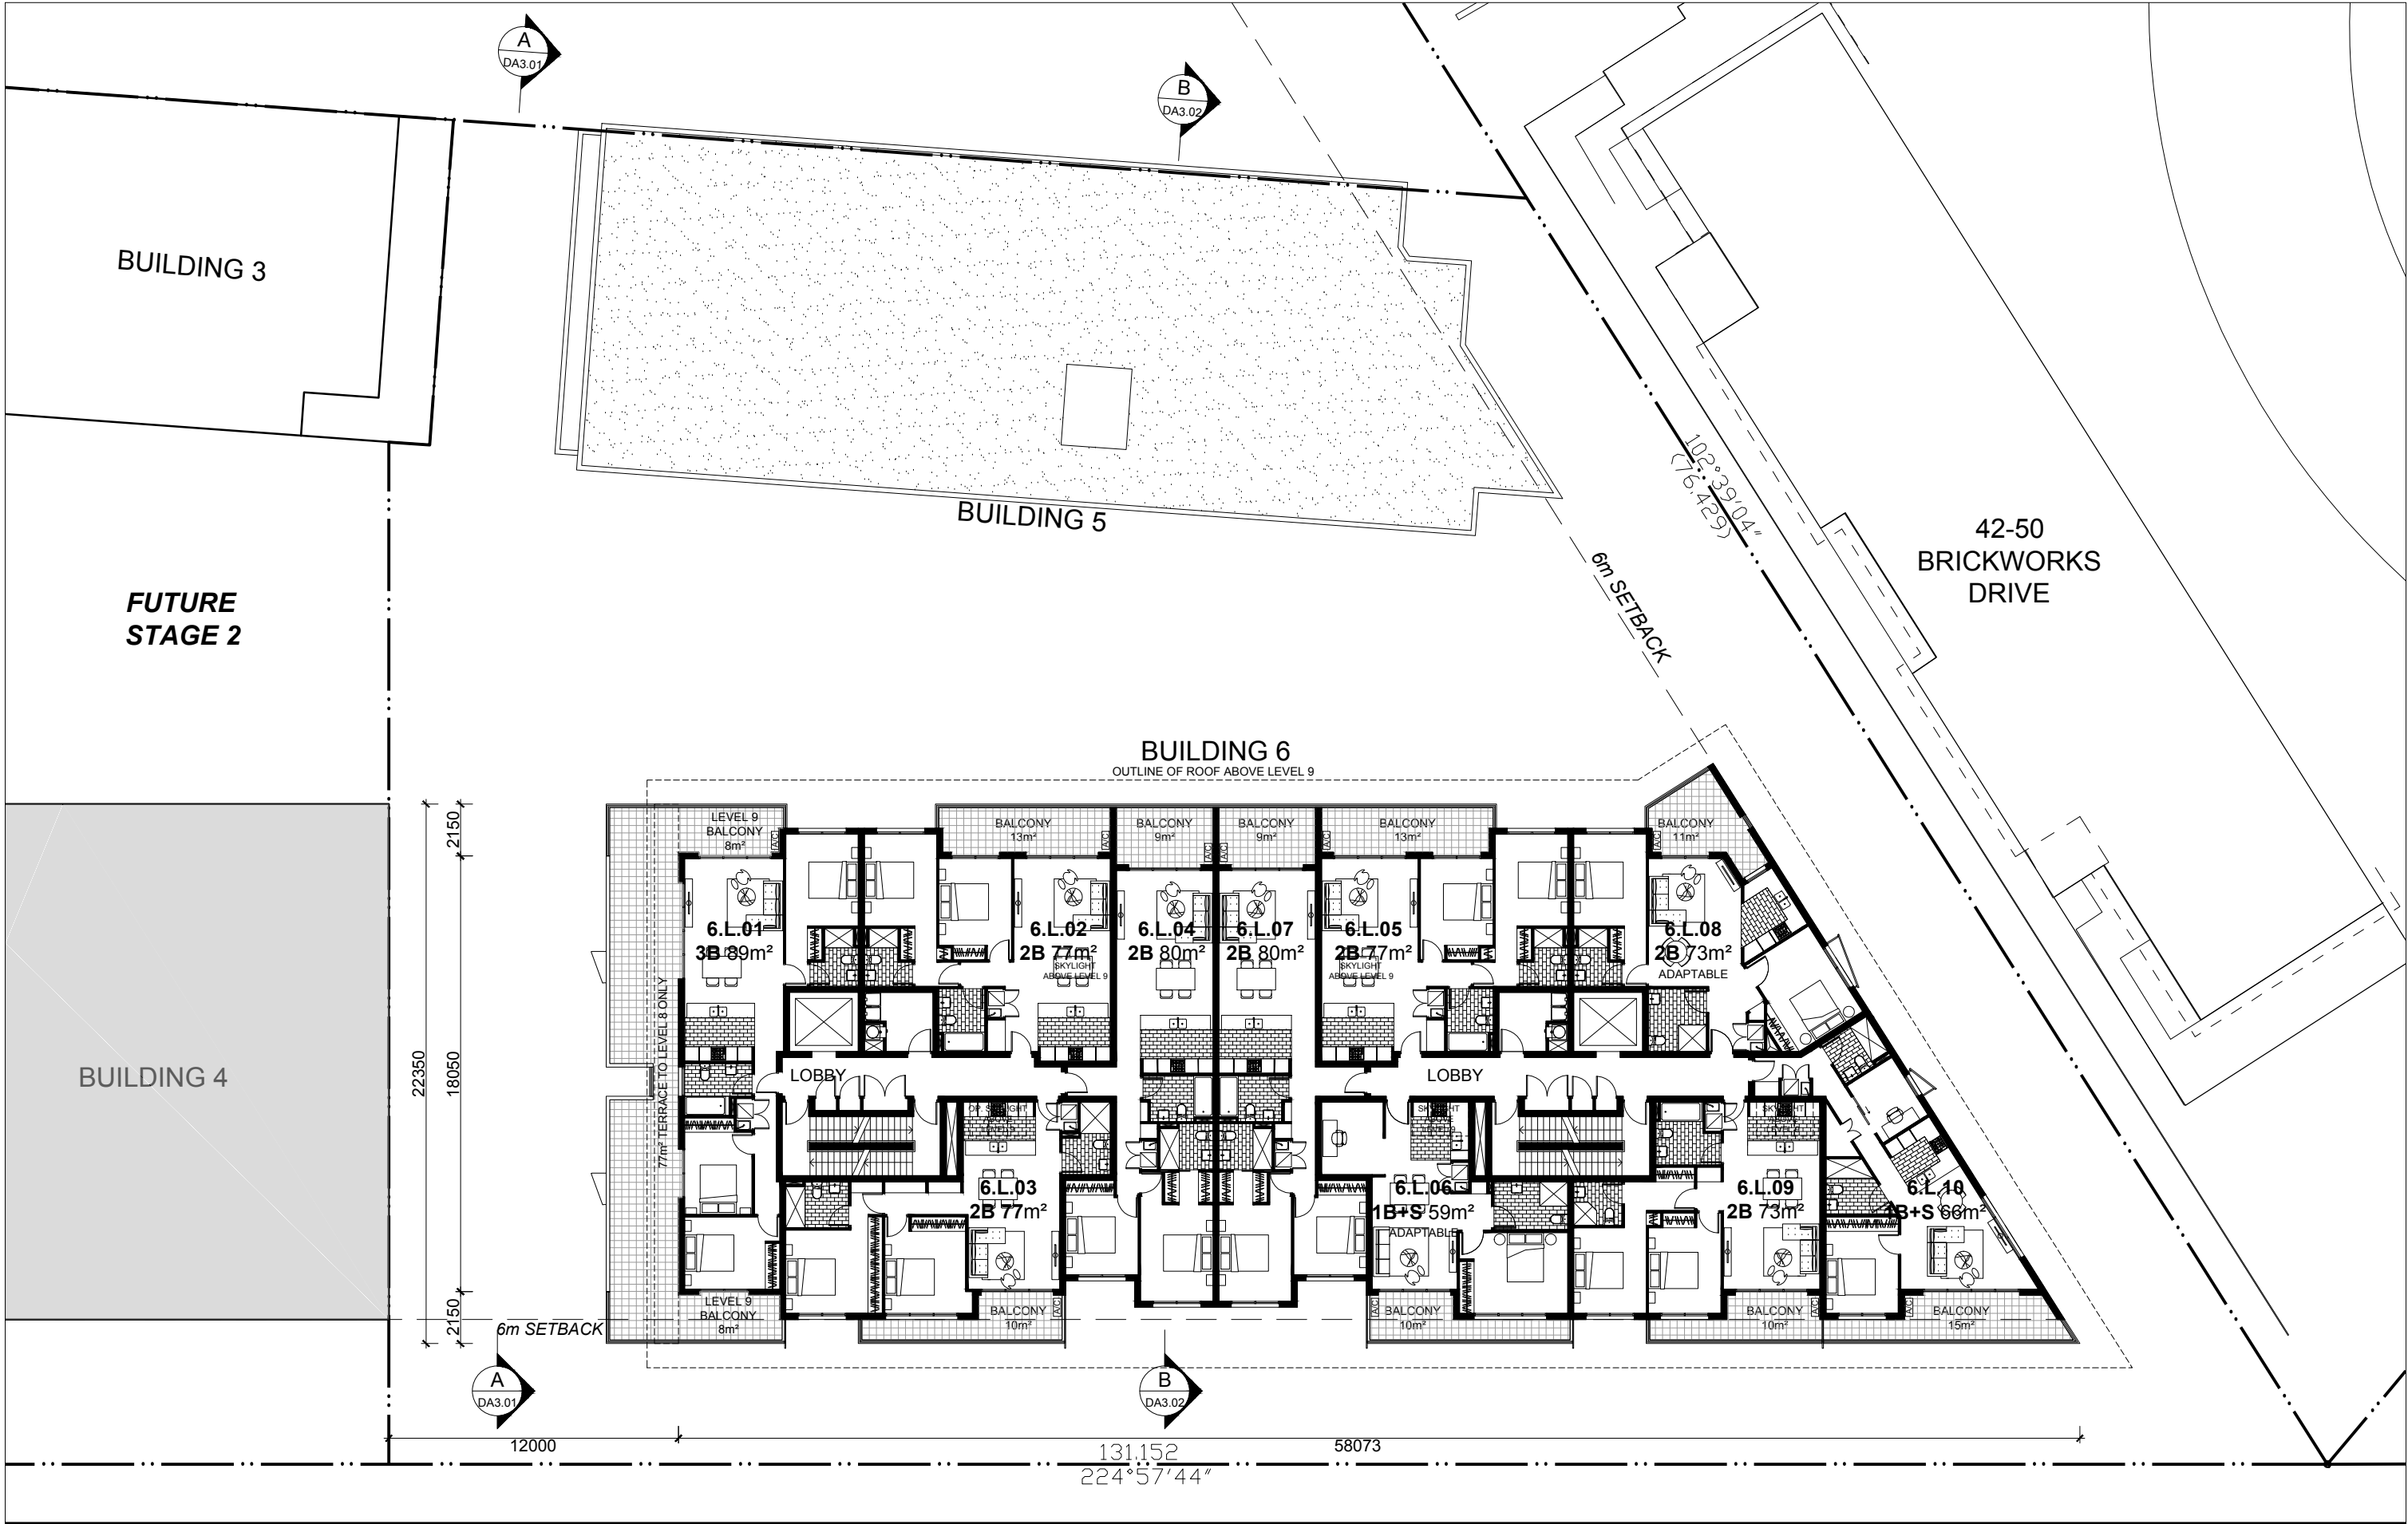 A
DA3.01
B
DA3.02
BUILDING 3
BUILDING 5
102°39'04"
(76.429)
42-50
BRICKWORKS
DRIVE
6m SETBACK
FUTURE
STAGE 2
BUILDING 6
OUTLINE OF ROOF ABOVE LEVEL 9
BUILDING 4
22350
2150
18050
2150
77m² TERRACE TO LEVEL 8 ONLY
LEVEL 9
BALCONY
8m²
A/C
BALCONY
13m²
A/C
BALCONY
9m²
A/C
BALCONY
9m²
A/C
BALCONY
13m²
A/C
BALCONY
11m²
A/C
6.L.01
3B 89m²
6.L.02
2B 77m²
SKYLIGHT
ABOVE LEVEL 9
6.L.04
2B 80m²
6.L.07
2B 80m²
6.L.05
2B 77m²
SKYLIGHT
ABOVE LEVEL 9
6.L.08
2B 73m²
ADAPTABLE
LOBBY
LOBBY
6.L.03
2B 77m²
6.L.06
1B+S 59m²
ADAPTABLE
6.L.09
2B 73m²
6.L.10
1B+S 66m²
LEVEL 9
BALCONY
8m²
BALCONY
10m²
A/C
BALCONY
10m²
A/C
BALCONY
10m²
A/C
BALCONY
15m²
A/C
6m SETBACK
A
DA3.01
B
DA3.02
12000
58073
131.152
224°57'44"